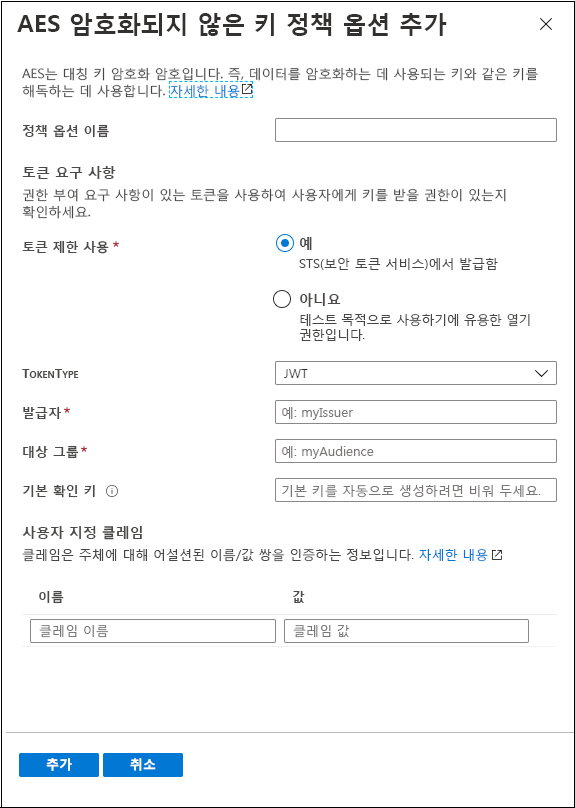 AES 암호화되지 않은 키 정책 옵션 추가
AES는 대칭 키 암호화 암호입니다. 즉, 데이터를 암호화하는 데 사용되는 키와 같은 키를
해독하는 데 사용합니다. 자세한 내용
정책 옵션 이름
토큰 요구 사항
권한 부여 요구 사항이 있는 토큰을 사용하여 사용자에게 키를 받을 권한이 있는지
확인하세요.
토큰 제한 사용 *
예
STS(보안 토큰 서비스)에서 발급함
아니요
테스트 목적으로 사용하기에 유용한 열기
권한입니다.
TOKENTYPE
JWT
발급자*
예: myIssuer
대상 그룹*
예: myAudience
기본 확인 키
기본 키를 자동으로 생성하려면 비워 두세요.
사용자 지정 클레임
클레임은 주체에 대해 어설션된 이름/값 쌍을 인증하는 정보입니다. 자세한 내용
이름 값
클레임 이름 클레임 값
추가 취소